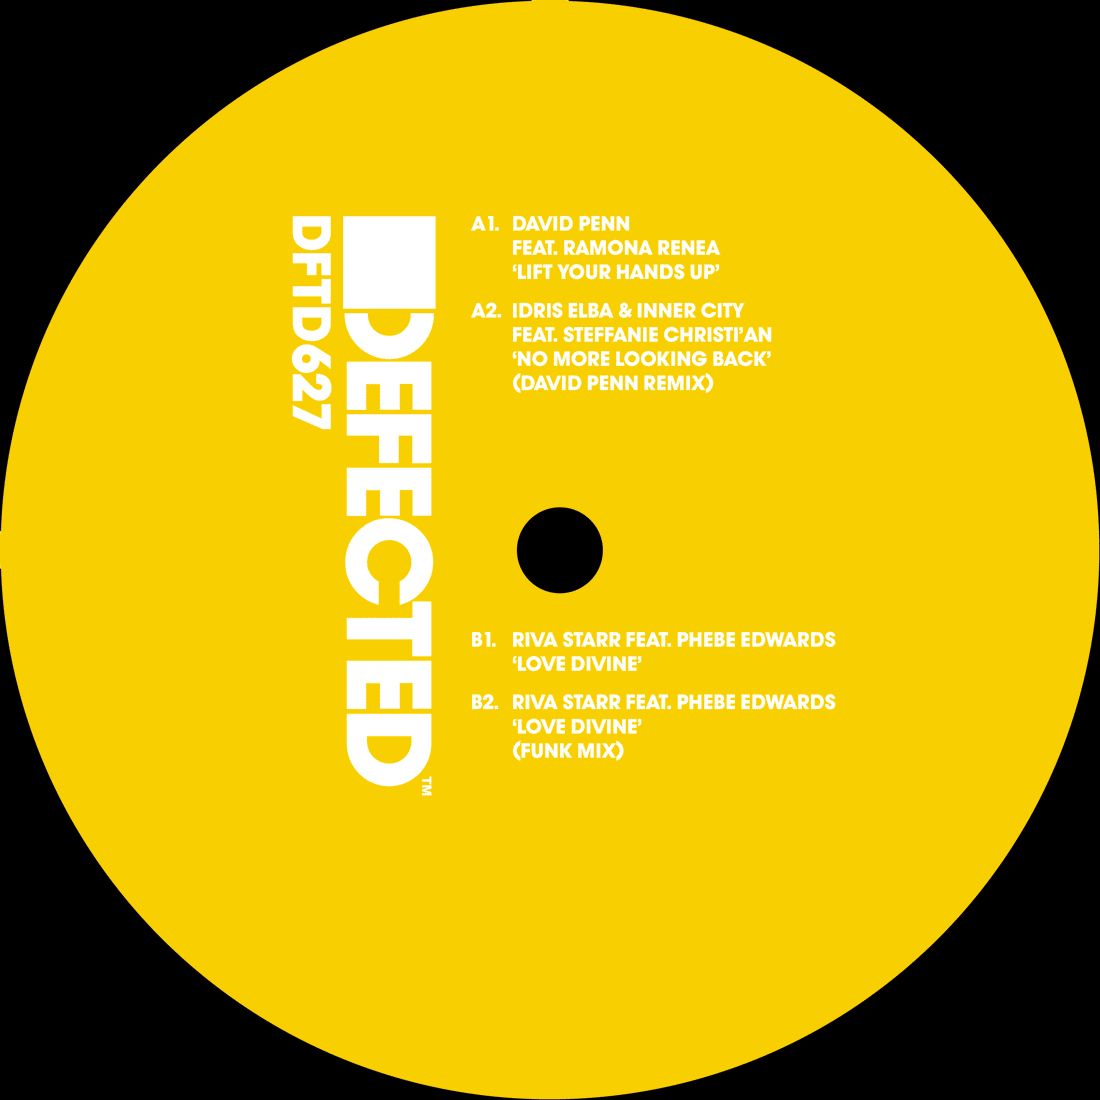 DFTD627
DEFECTED™
A1. DAVID PENN
FEAT. RAMONA RENEA
‘LIFT YOUR HANDS UP’
A2. IDRIS ELBA & INNER CITY
FEAT. STEFFANIE CHRISTI’AN
‘NO MORE LOOKING BACK’
(DAVID PENN REMIX)
B1. RIVA STARR FEAT. PHEBE EDWARDS
‘LOVE DIVINE’
B2. RIVA STARR FEAT. PHEBE EDWARDS
‘LOVE DIVINE’
(FUNK MIX)